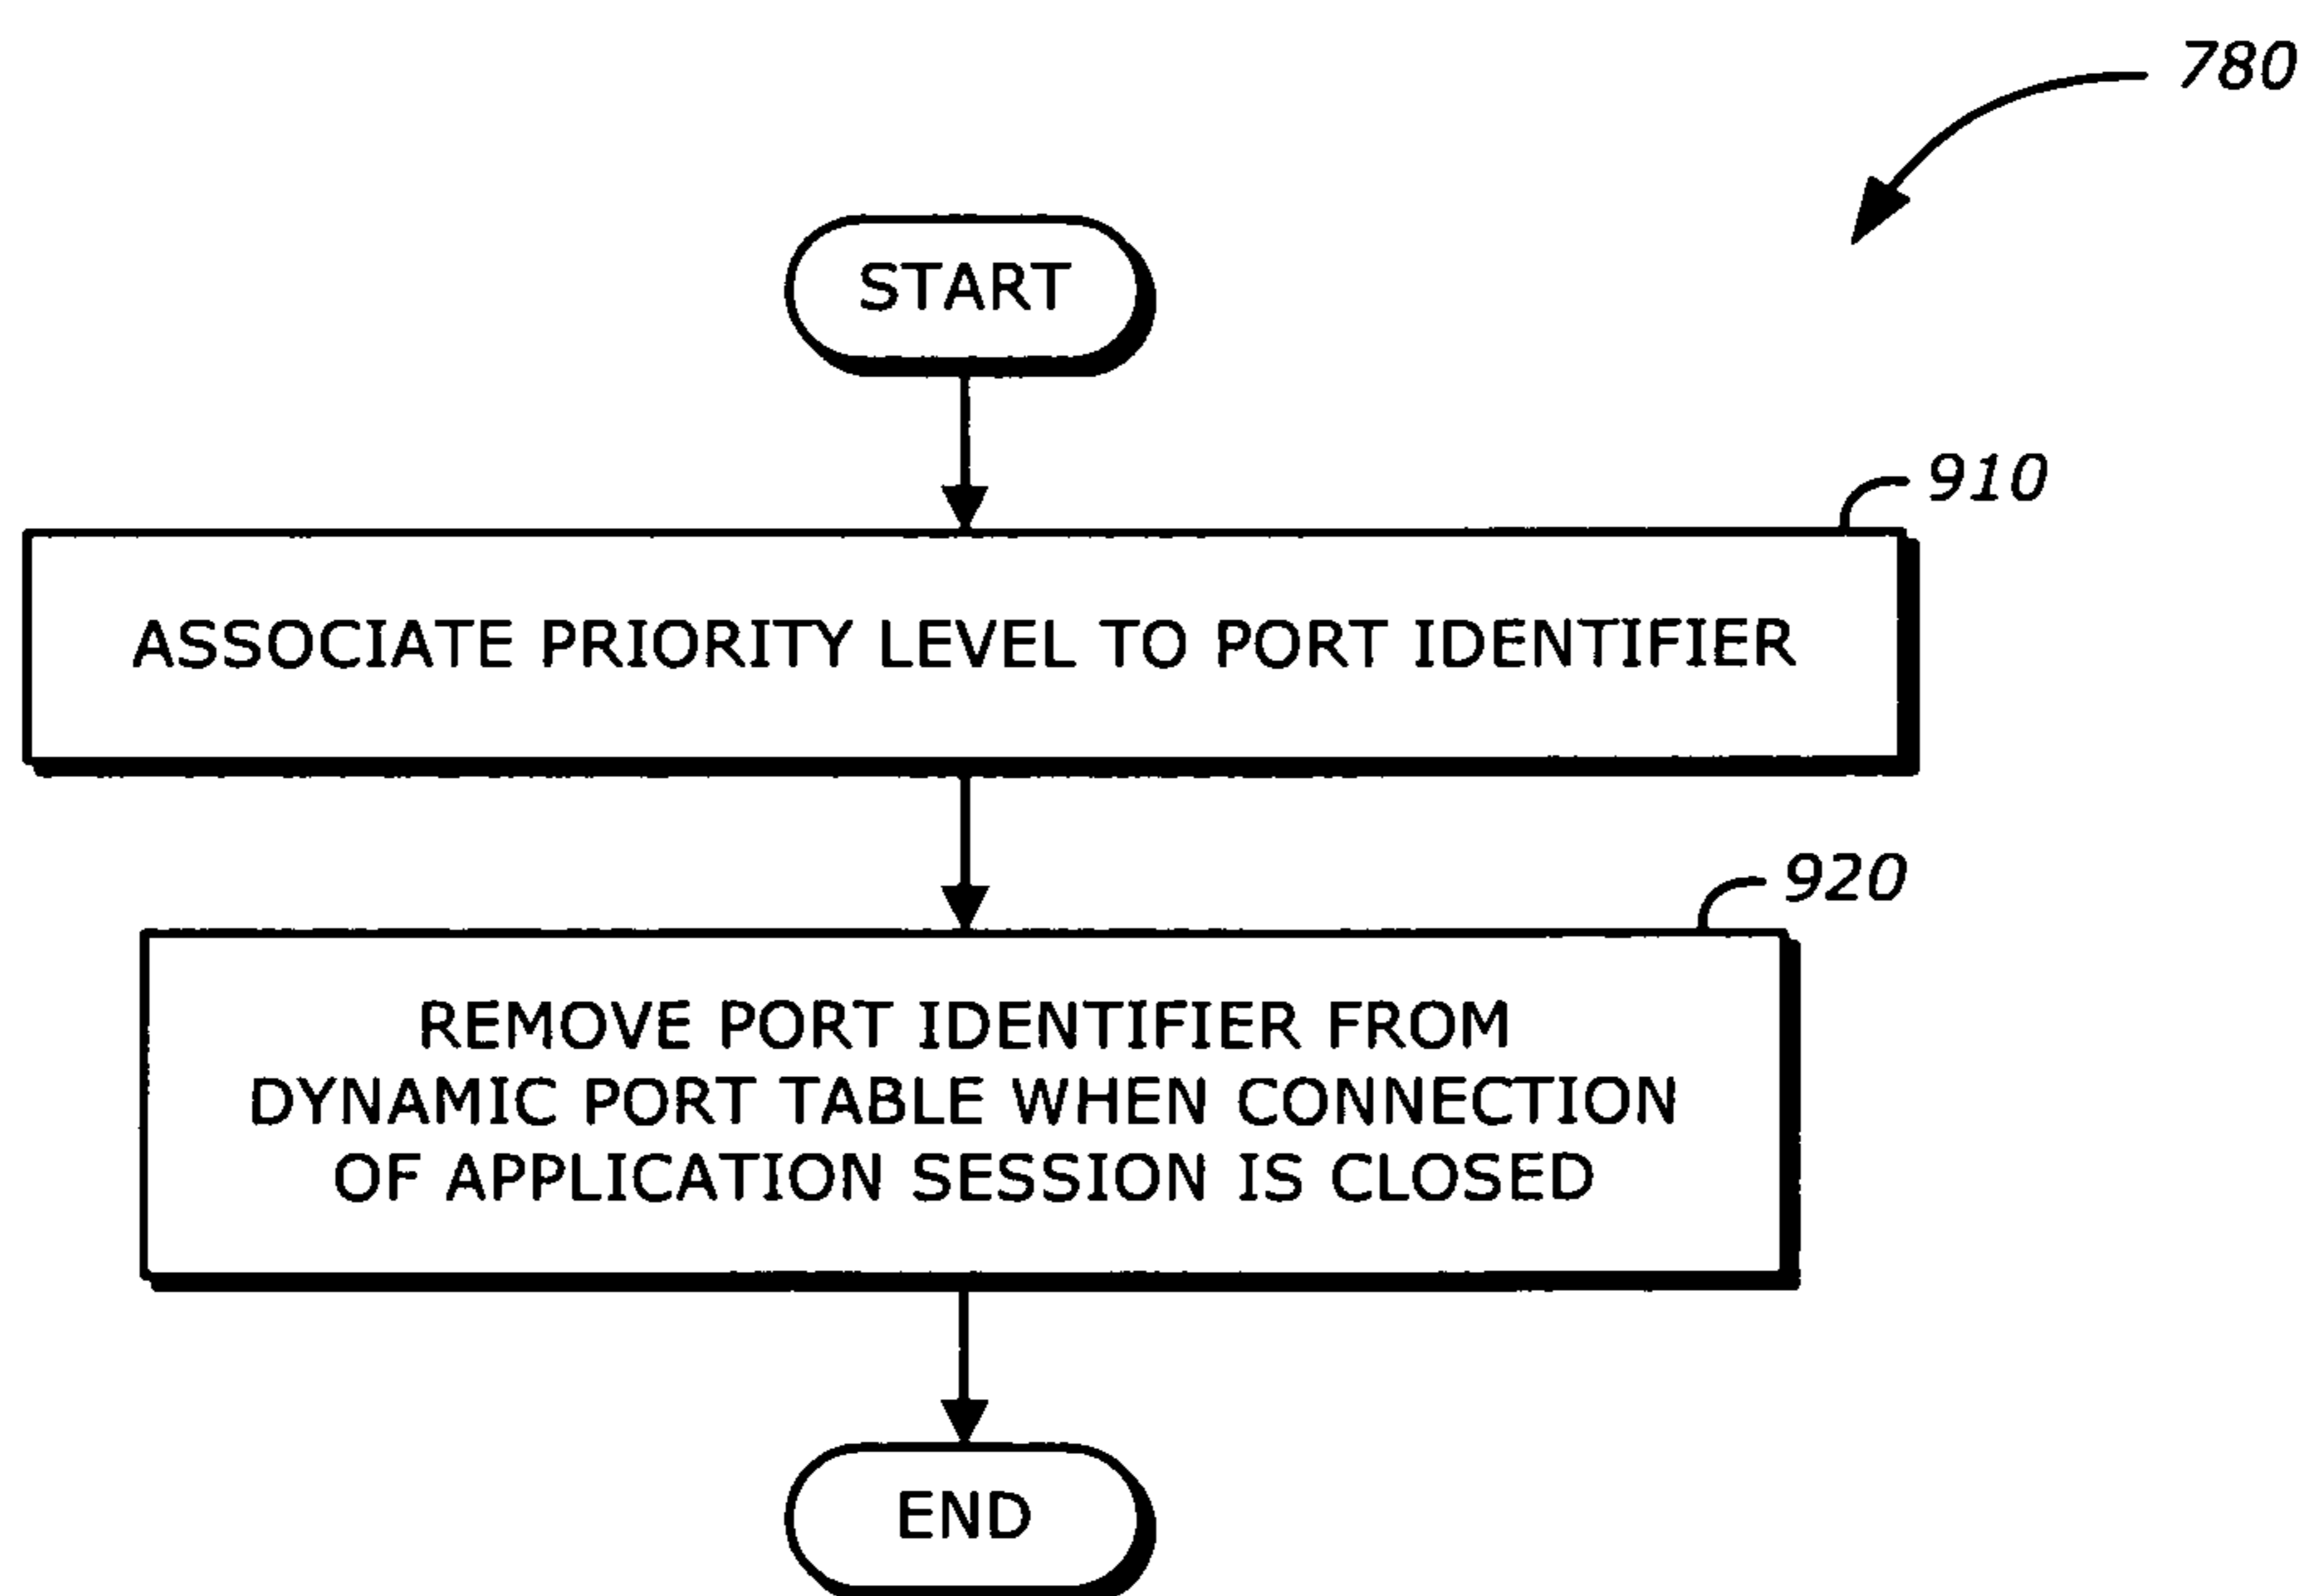 780
START
910
ASSOCIATE PRIORITY LEVEL TO PORT IDENTIFIER
920
REMOVE PORT IDENTIFIER FROM
DYNAMIC PORT TABLE WHEN CONNECTION
OF APPLICATION SESSION IS CLOSED
END